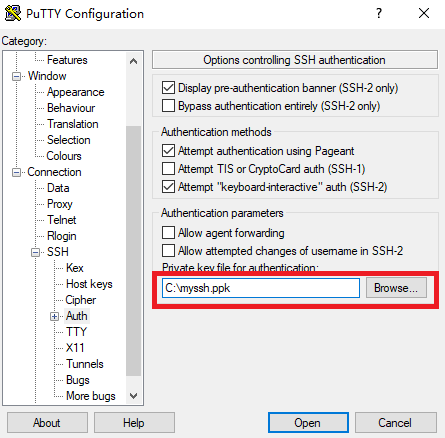 PuTTY Configuration
?
Category:
Features
Window
Appearance
Behaviour
Translation
Selection
Colours
Connection
Data
Proxy
Telnet
Rlogin
SSH
Kex
Host keys
Cipher
Auth
TTY
X11
Tunnels
Bugs
More bugs
Options controlling SSH authentication
Display pre-authentication banner (SSH-2 only)
Bypass authentication entirely (SSH-2 only)
Authentication methods
Attempt authentication using Pageant
Attempt TIS or CryptoCard auth (SSH-1)
Attempt "keyboard-interactive" auth (SSH-2)
Authentication parameters
Allow agent forwarding
Allow attempted changes of username in SSH-2
Private key file for authentication:
C:\myssh.ppk
Browse...
About
Help
Open
Cancel